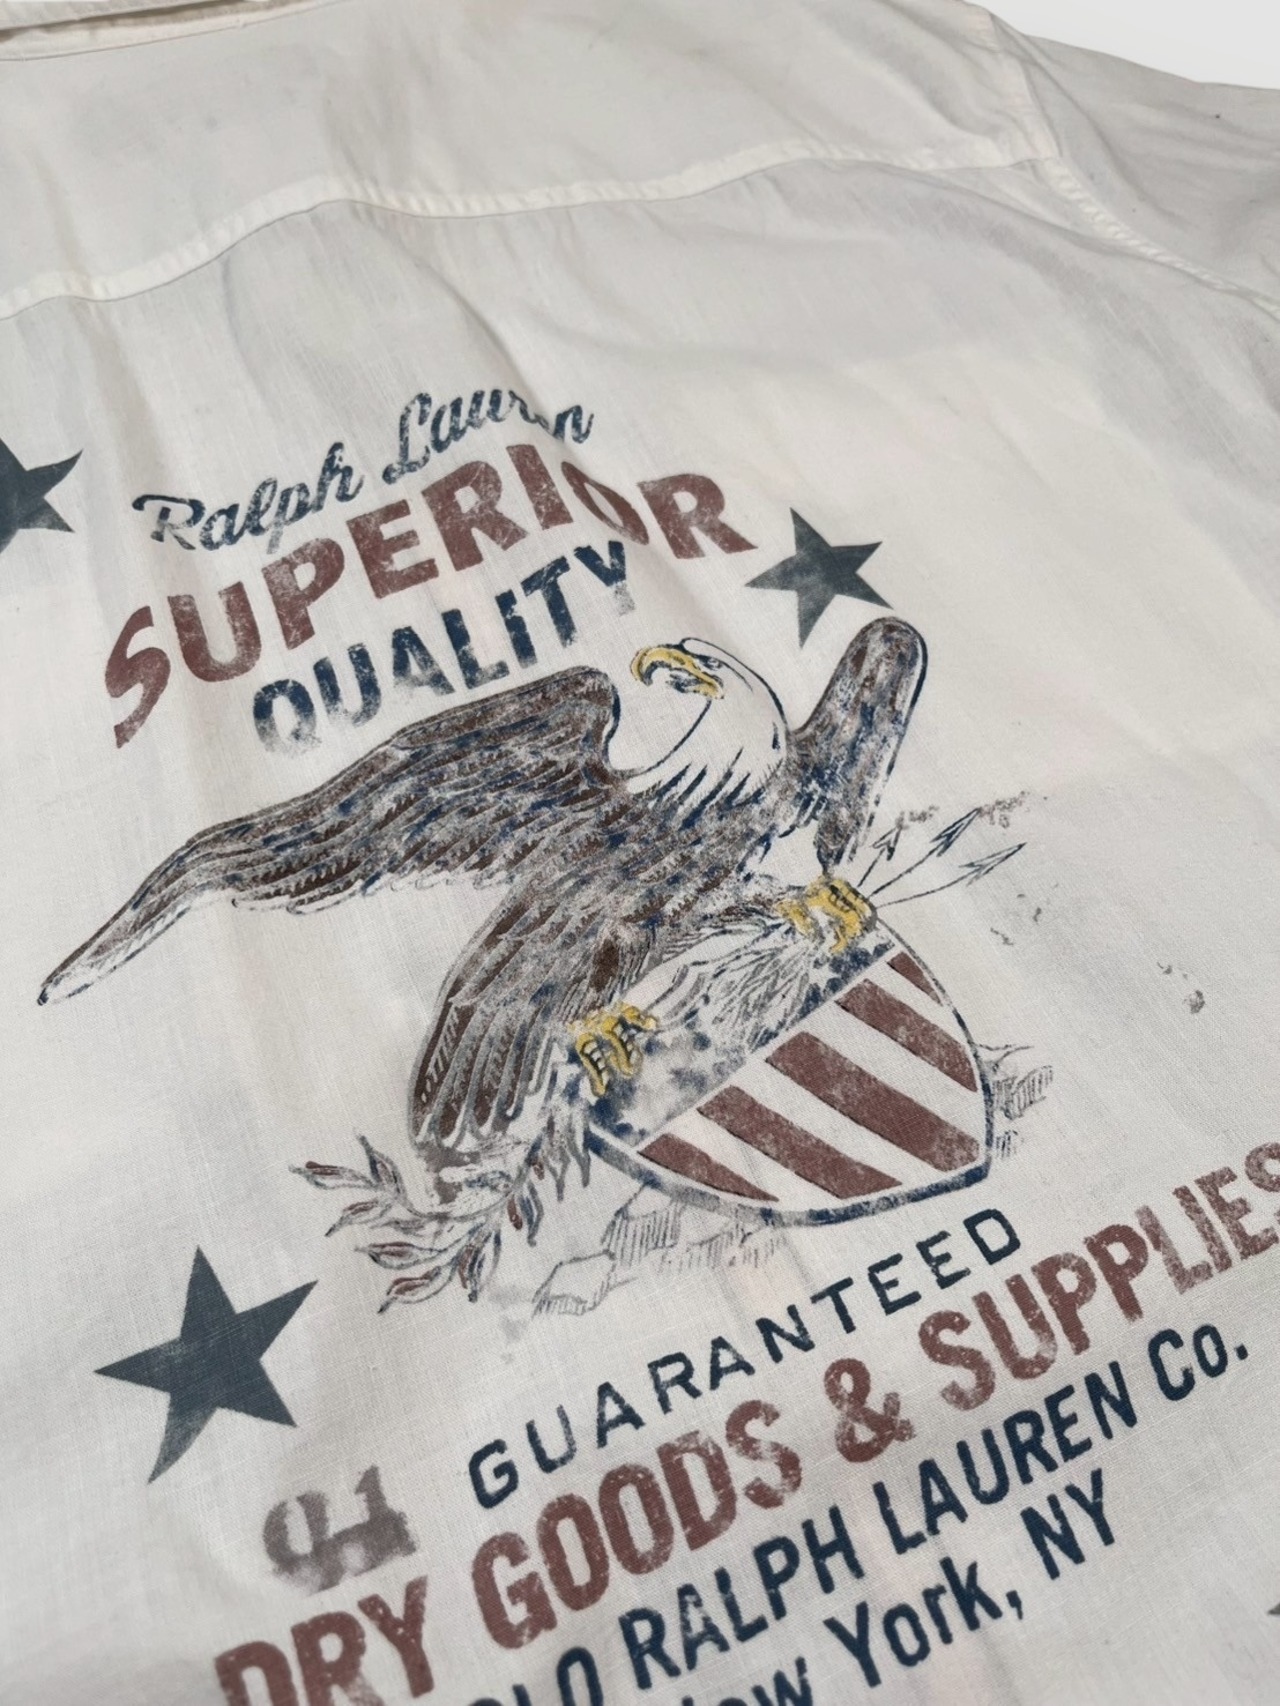 Ralph Lauren
SUPERIOR
QUALITY
GUARANTEED
DRY GOODS & SUPPLIES
RALPH LAUREN Co.
York, NY